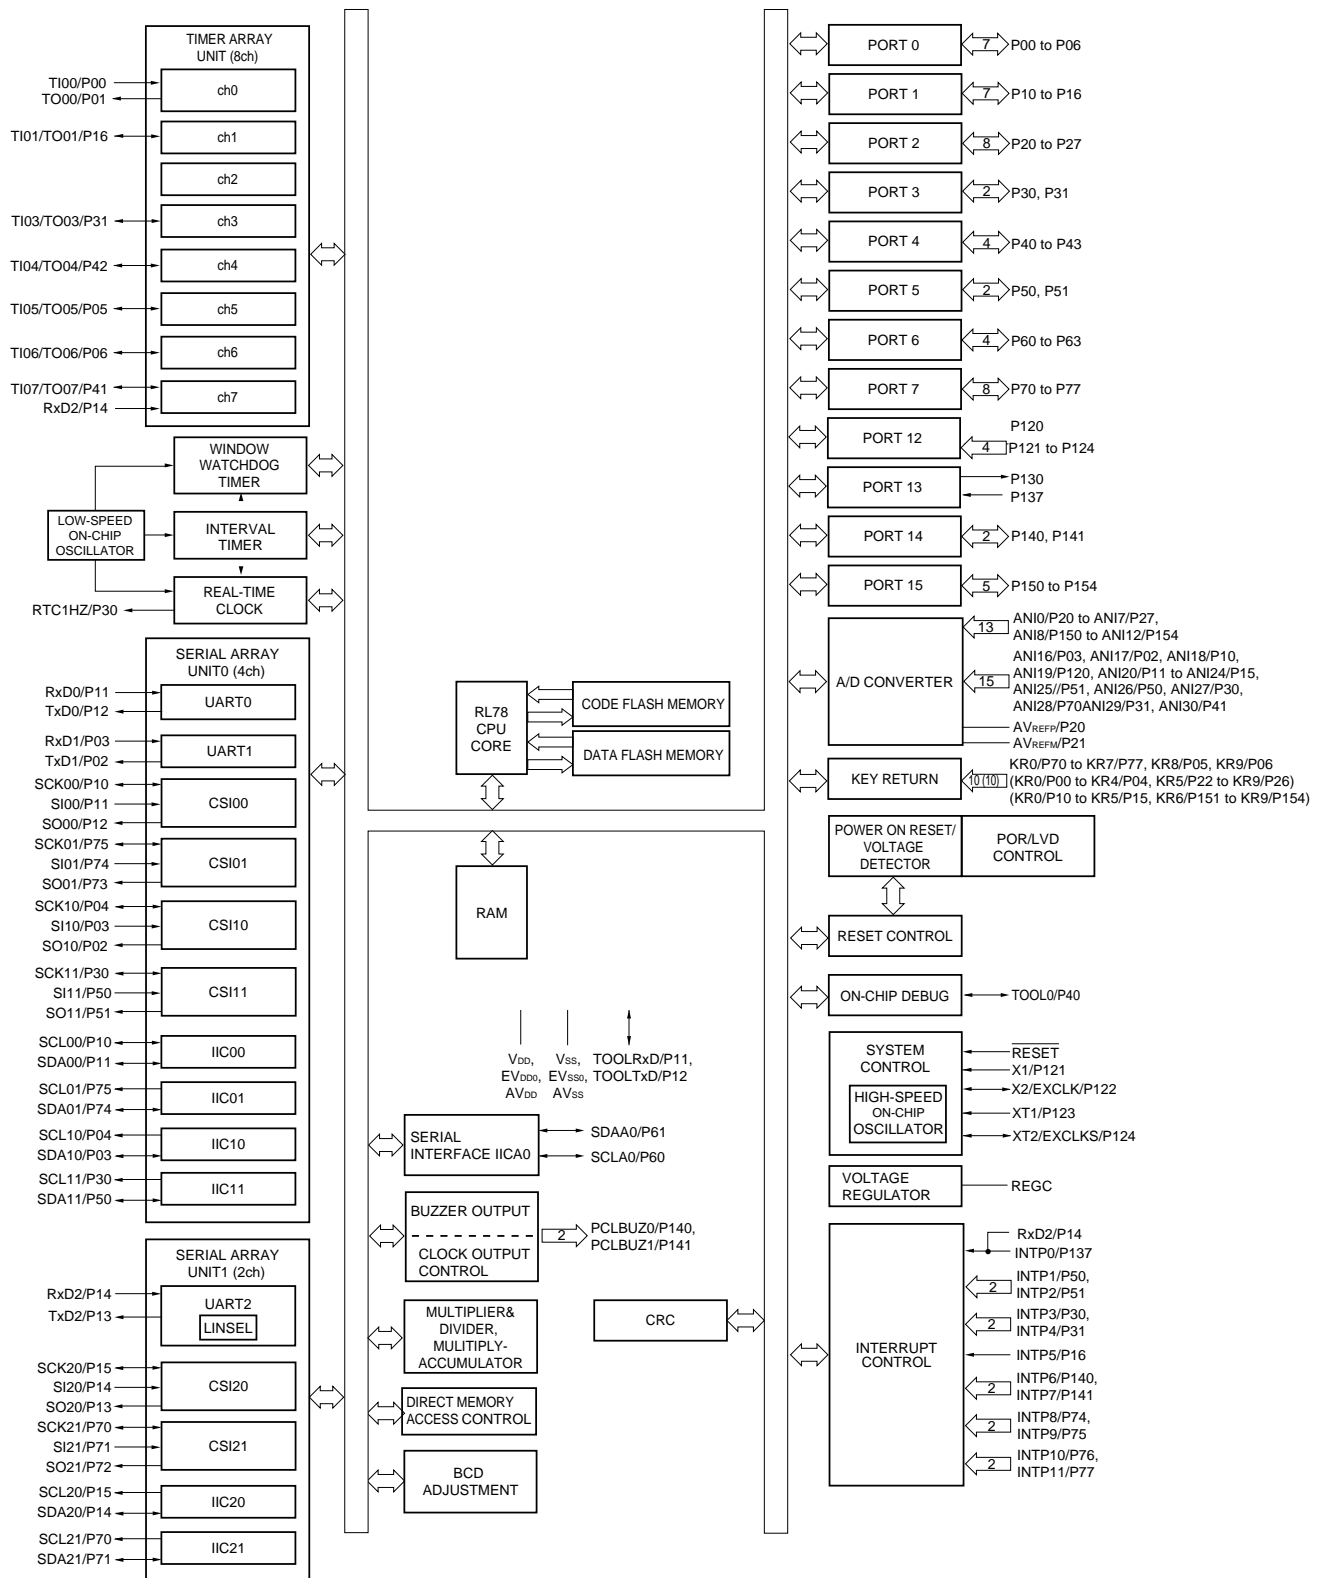 TIMER ARRAY
UNIT (8ch)
TI00/P00
TO00/P01
ch0
TI01/TO01/P16
ch1
ch2
TI03/TO03/P31
ch3
TI04/TO04/P42
ch4
TI05/TO05/P05
ch5
TI06/TO06/P06
ch6
TI07/TO07/P41
RxD2/P14
ch7
WINDOW
WATCHDOG
TIMER
LOW-SPEED
ON-CHIP
OSCILLATOR
INTERVAL
TIMER
RTC1HZ/P30
REAL-TIME
CLOCK
SERIAL ARRAY
UNIT0 (4ch)
RxD0/P11
TxD0/P12
UART0
RxD1/P03
TxD1/P02
UART1
SCK00/P10
SI00/P11
SO00/P12
CSI00
SCK01/P75
SI01/P74
SO01/P73
CSI01
SCK10/P04
SI10/P03
SO10/P02
CSI10
SCK11/P30
SI11/P50
SO11/P51
CSI11
SCL00/P10
SDA00/P11
IIC00
SCL01/P75
SDA01/P74
IIC01
SCL10/P04
SDA10/P03
IIC10
SCL11/P30
SDA11/P50
IIC11
SERIAL ARRAY
UNIT1 (2ch)
RxD2/P14
TxD2/P13
UART2
LINSEL
SCK20/P15
SI20/P14
SO20/P13
CSI20
SCK21/P70
SI21/P71
SO21/P72
CSI21
SCL20/P15
SDA20/P14
IIC20
SCL21/P70
SDA21/P71
IIC21
RL78
CPU
CORE
CODE FLASH MEMORY
DATA FLASH MEMORY
RAM
VDD,
EVDD0,
AVDD
VSS,
EVSS0,
AVSS
TOOLRxD/P11,
TOOLTxD/P12
SERIAL
INTERFACE IICA0
SDAA0/P61
SCLA0/P60
BUZZER OUTPUT
CLOCK OUTPUT
CONTROL
2
PCLBUZ0/P140,
PCLBUZ1/P141
MULTIPLIER&
DIVIDER,
MULITIPLY-
ACCUMULATOR
CRC
DIRECT MEMORY
ACCESS CONTROL
BCD
ADJUSTMENT
PORT 0
7
P00 to P06
PORT 1
7
P10 to P16
PORT 2
8
P20 to P27
PORT 3
2
P30, P31
PORT 4
4
P40 to P43
PORT 5
2
P50, P51
PORT 6
4
P60 to P63
PORT 7
8
P70 to P77
PORT 12
P120
4
P121 to P124
PORT 13
P130
P137
PORT 14
2
P140, P141
PORT 15
5
P150 to P154
A/D CONVERTER
13
ANI0/P20 to ANI7/P27,
ANI8/P150 to ANI12/P154
15
ANI16/P03, ANI17/P02, ANI18/P10,
ANI19/P120, ANI20/P11 to ANI24/P15,
ANI25//P51, ANI26/P50, ANI27/P30,
ANI28/P70ANI29/P31, ANI30/P41
AVREFP/P20
AVREFM/P21
KEY RETURN
10 (10)
KR0/P70 to KR7/P77, KR8/P05, KR9/P06
(KR0/P00 to KR4/P04, KR5/P22 to KR9/P26)
(KR0/P10 to KR5/P15, KR6/P151 to KR9/P154)
POWER ON RESET/
VOLTAGE
DETECTOR
POR/LVD
CONTROL
RESET CONTROL
ON-CHIP DEBUG
TOOL0/P40
SYSTEM
CONTROL
HIGH-SPEED
ON-CHIP
OSCILLATOR
RESET
X1/P121
X2/EXCLK/P122
XT1/P123
XT2/EXCLKS/P124
VOLTAGE
REGULATOR
REGC
INTERRUPT
CONTROL
RxD2/P14
INTP0/P137
2
INTP1/P50,
INTP2/P51
2
INTP3/P30,
INTP4/P31
INTP5/P16
2
INTP6/P140,
INTP7/P141
2
INTP8/P74,
INTP9/P75
2
INTP10/P76,
INTP11/P77